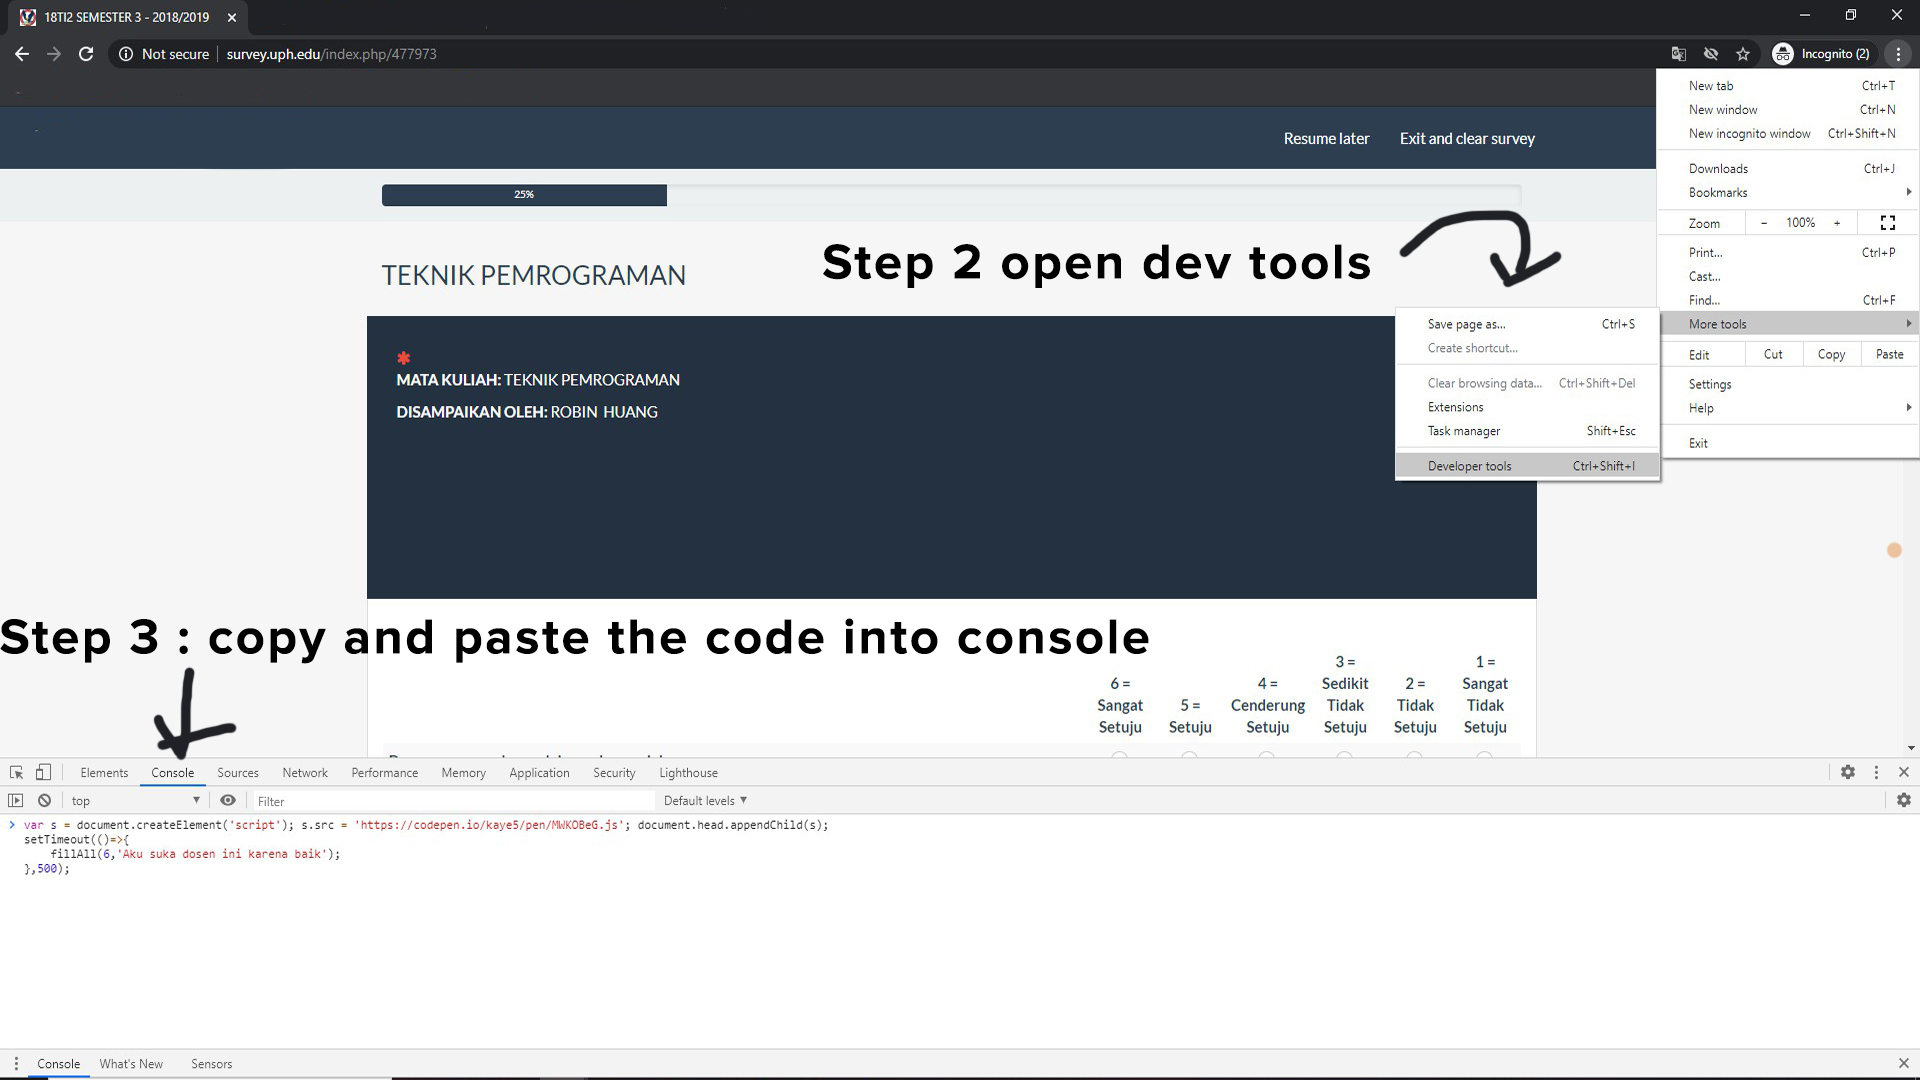 18TI2 SEMESTER 3 - 2018/2019
Not secure survey.uph.edu/index.php/477973
Incognito (2)
New tab Ctrl+T
New window Ctrl+N
New incognito window Ctrl+Shift+N
Downloads Ctrl+J
Bookmarks
Zoom - 100% +
Print... Ctrl+P
Cast...
Find... Ctrl+F
More tools
Edit Cut Copy Paste
Settings
Help
Exit
Save page as... Ctrl+S
Create shortcut...
Clear browsing data... Ctrl+Shift+Del
Extensions
Task manager Shift+Esc
Developer tools Ctrl+Shift+I
Resume later Exit and clear survey
25%
Step 2 open dev tools
TEKNIK PEMROGRAMAN
*
MATA KULIAH: TEKNIK PEMROGRAMAN
DISAMPAIKAN OLEH: ROBIN HUANG
Step 3 : copy and paste the code into console
6 = Sangat Setuju
5 = Setuju
4 = Cenderung Setuju
3 = Sedikit Tidak Setuju
2 = Tidak Setuju
1 = Sangat Tidak Setuju
Elements Console Sources Network Performance Memory Application Security Lighthouse
top Filter Default levels
var s = document.createElement('script'); s.src = 'https://codepen.io/kaye5/pen/MWKOBeG.js'; document.head.appendChild(s);
setTimeout(()=>{
fillAll(6,'Aku suka dosen ini karena baik');
},500);
Console What's New Sensors